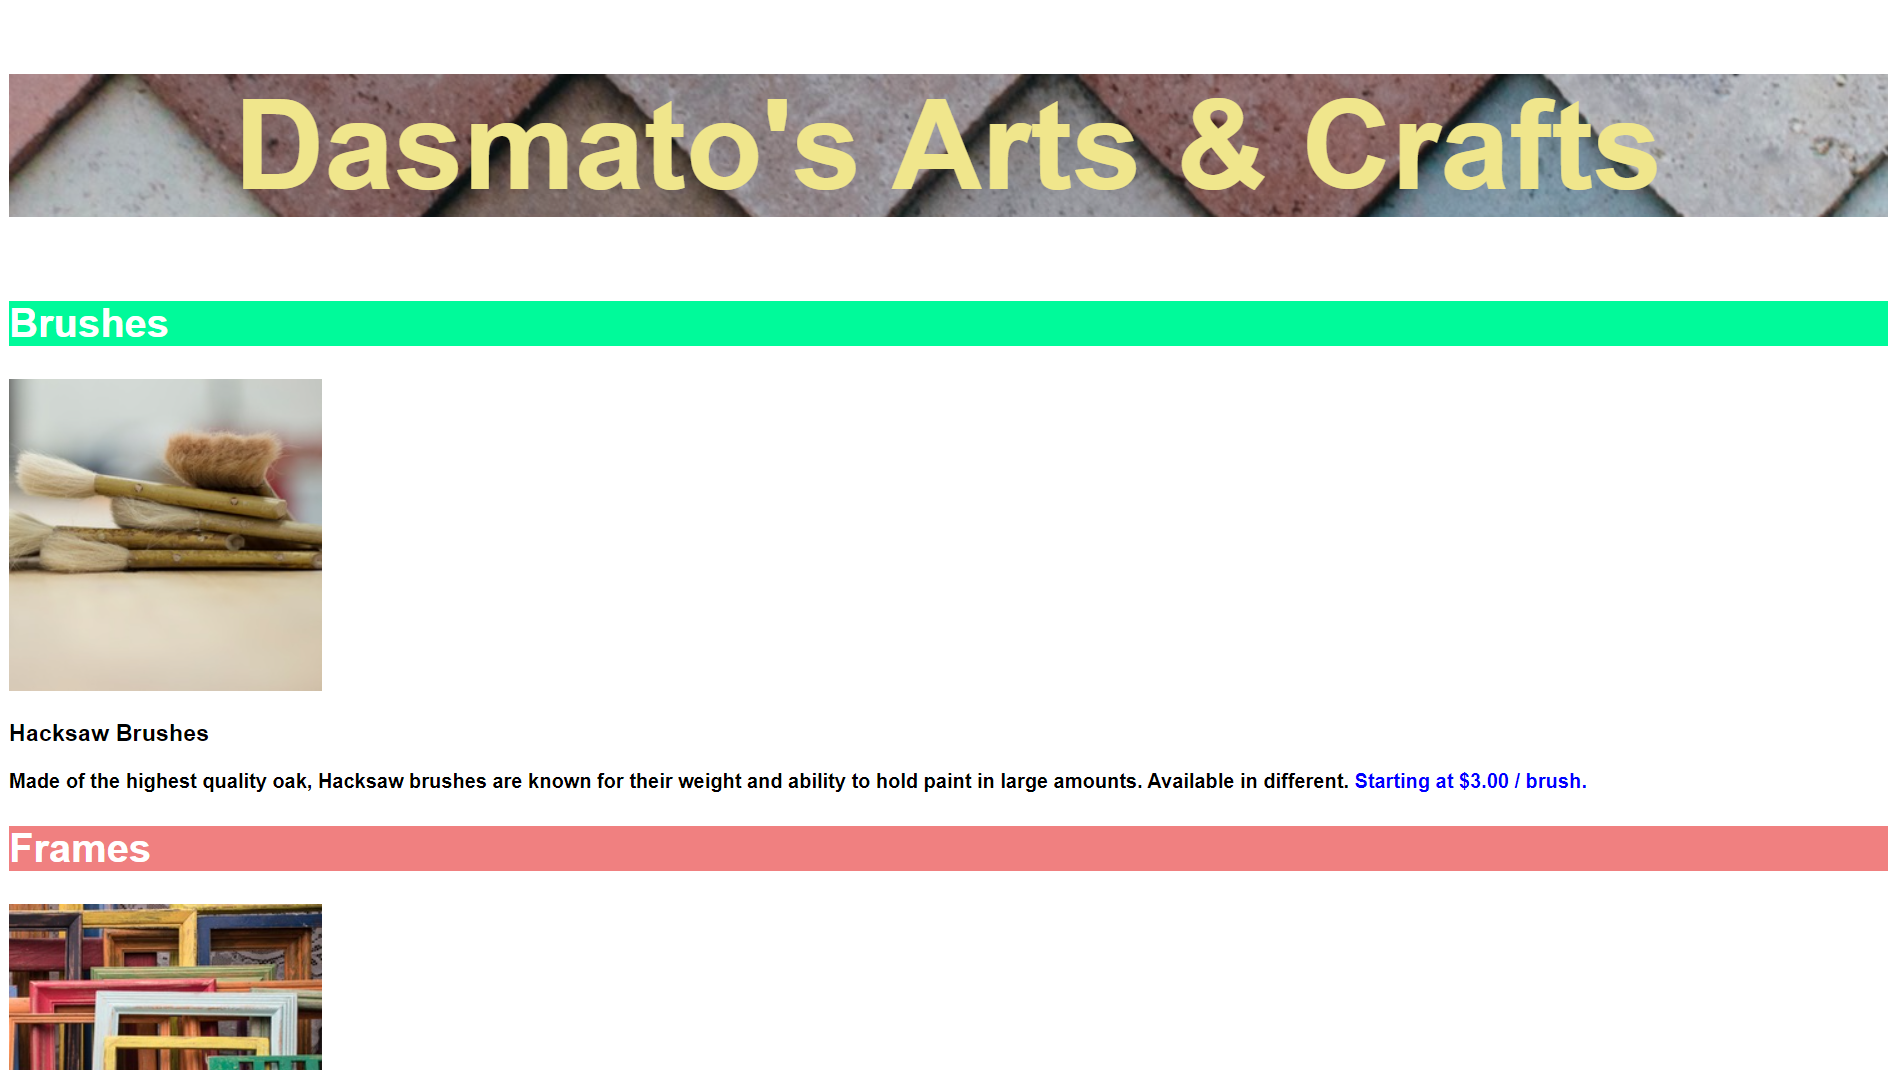 Dasmato's Arts & Crafts
Brushes
Hacksaw Brushes
Made of the highest quality oak, Hacksaw brushes are known for their weight and ability to hold paint in large amounts. Available in different. Starting at $3.00 / brush.
Frames